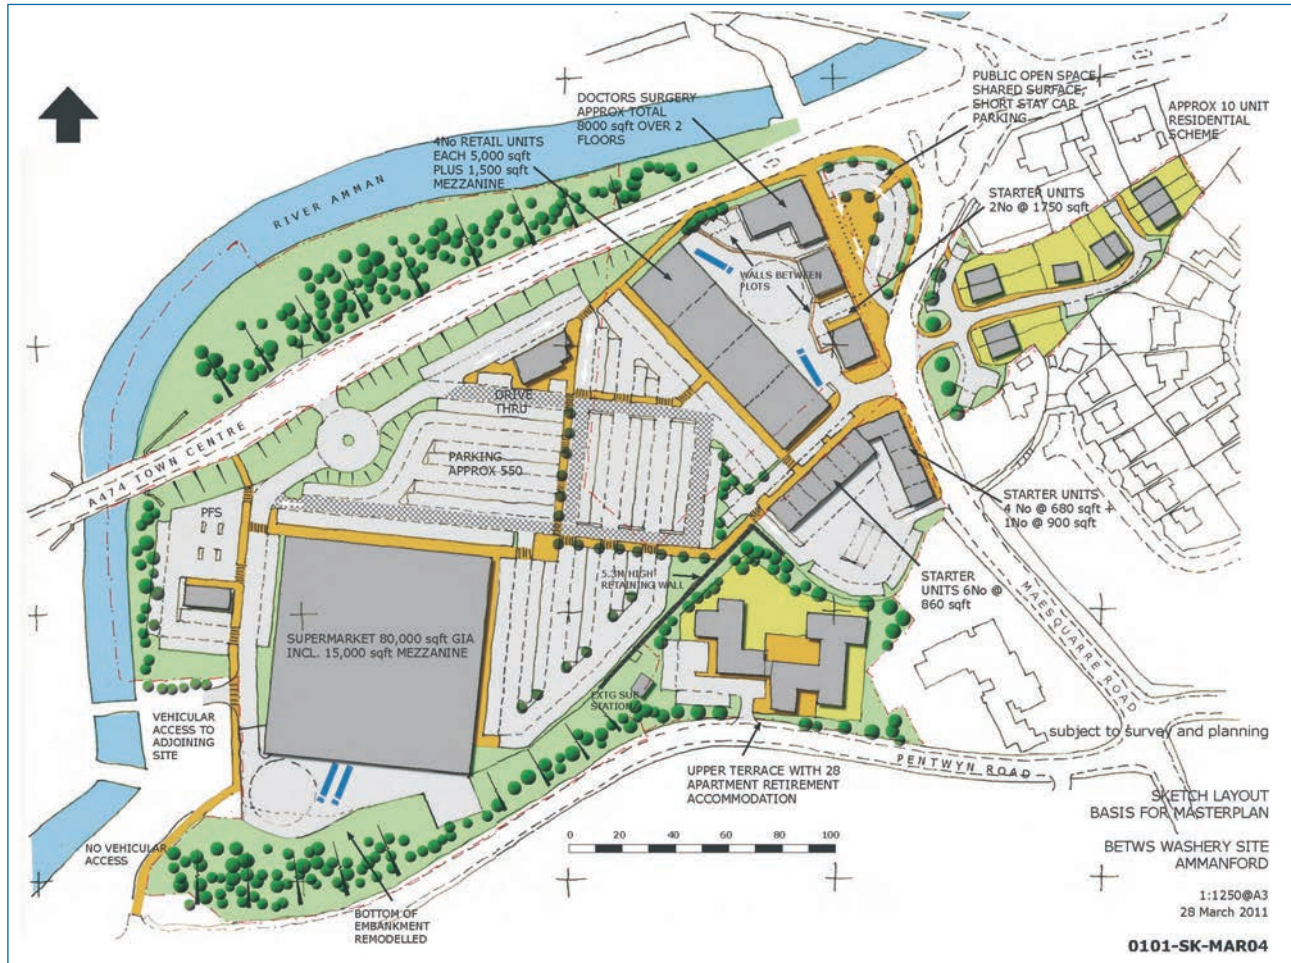 PUBLIC OPEN SPACE,
SHARED SURFACE,
SHORT STAY CAR
PARKING
DOCTORS SURGERY
APPROX TOTAL
8000 sqft OVER 2
FLOORS
APPROX 10 UNIT
RESIDENTIAL
SCHEME
4No RETAIL UNITS
EACH 5,000 sqft
PLUS 1,500 sqft
MEZZANINE
RIVER AMMAN
STARTER UNITS
2No @ 1750 sqft
WALLS BETWEEN
PLOTS
DRIVE
THRU
A474 TOWN CENTRE
PARKING
APPROX 550
PFS
STARTER UNITS
4 No @ 680 sqft +
1No @ 900 sqft
5.3M HIGH
RETAINING WALL
STARTER
UNITS 6No @
860 sqft
MAESQUARRE ROAD
SUPERMARKET 80,000 sqft GIA
INCL. 15,000 sqft MEZZANINE
EXTG SUB
STATION
VEHICULAR
ACCESS TO
ADJOINING
SITE
subject to survey and planning
PENTWYN ROAD
UPPER TERRACE WITH 28
APARTMENT RETIREMENT
ACCOMMODATION
SKETCH LAYOUT
BASIS FOR MASTERPLAN
0 20 40 60 80 100
NO VEHICULAR
ACCESS
BETWS WASHERY SITE
AMMANFORD
1:1250@A3
28 March 2011
BOTTOM OF
EMBANKMENT
REMODELLED
0101-SK-MAR04